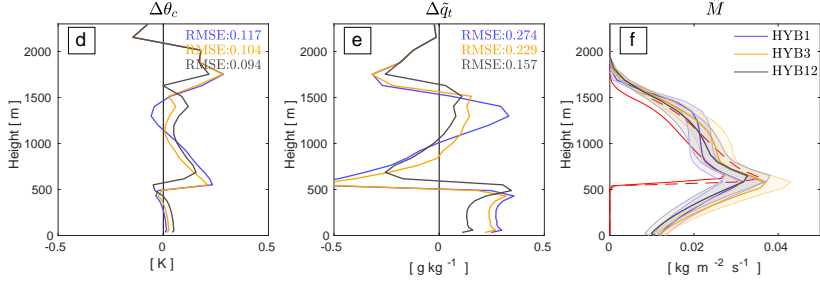 Δθc
d
RMSE:0.117
RMSE:0.104
RMSE:0.094
2000
1500
1000
500
0
Height [ m]
-0.5
0
0.5
[ K ]
Δq̃t
e
RMSE:0.274
RMSE:0.229
RMSE:0.157
2000
1500
1000
500
0
Height [ m]
-0.5
0
0.5
[ g kg -1 ]
M
f
HYB1
HYB3
HYB12
2000
1500
1000
500
0
Height [ m]
0
0.02
0.04
[ kg m -2 s-1 ]